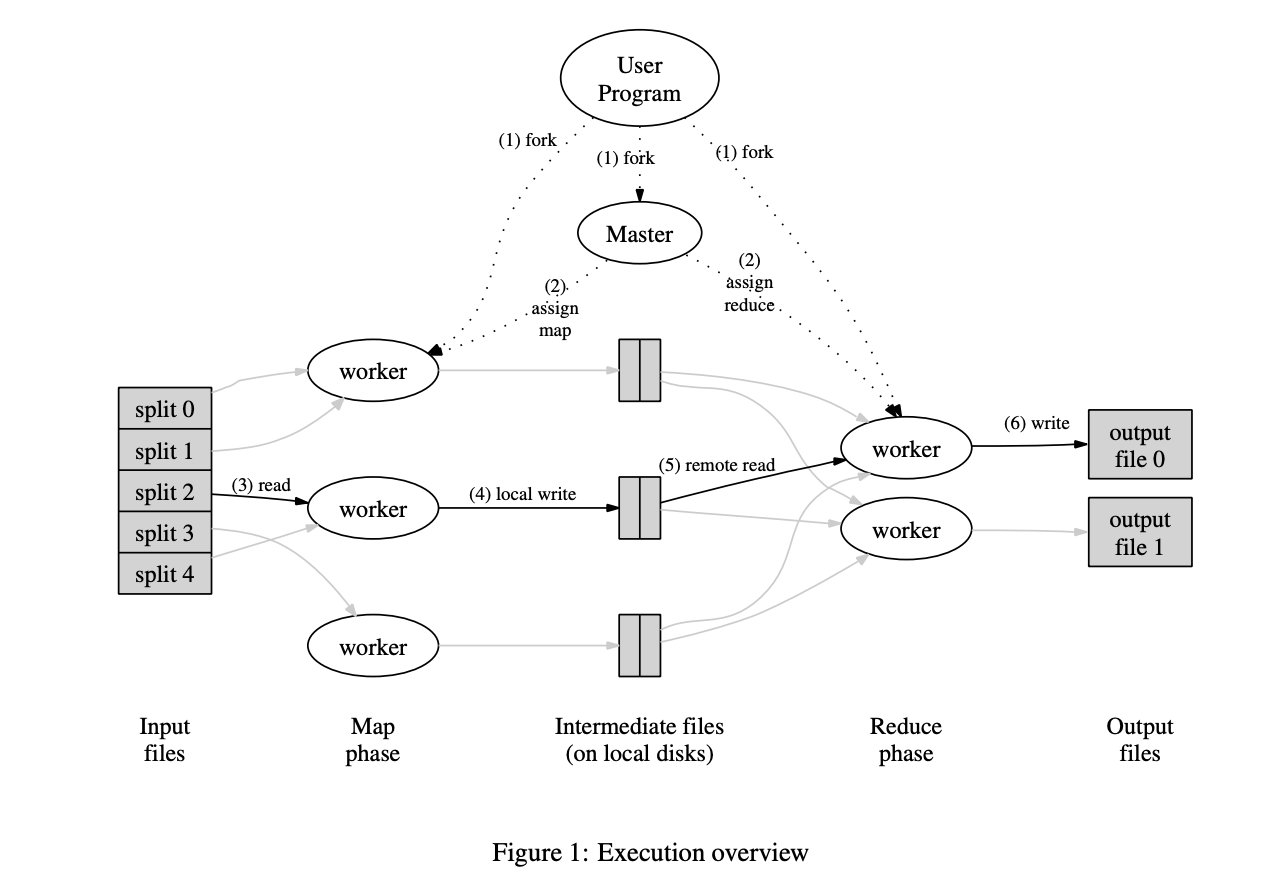 User
Program
(1) fork
(1) fork
(1) fork
Master
(2)
assign
map
(2)
assign
reduce
worker
split 0
split 1
split 2
split 3
split 4
(3) read
worker
(4) local write
(5) remote read
worker
(6) write
output
file 0
worker
output
file 1
worker
Input
files
Map
phase
Intermediate files
(on local disks)
Reduce
phase
Output
files
Figure 1: Execution overview